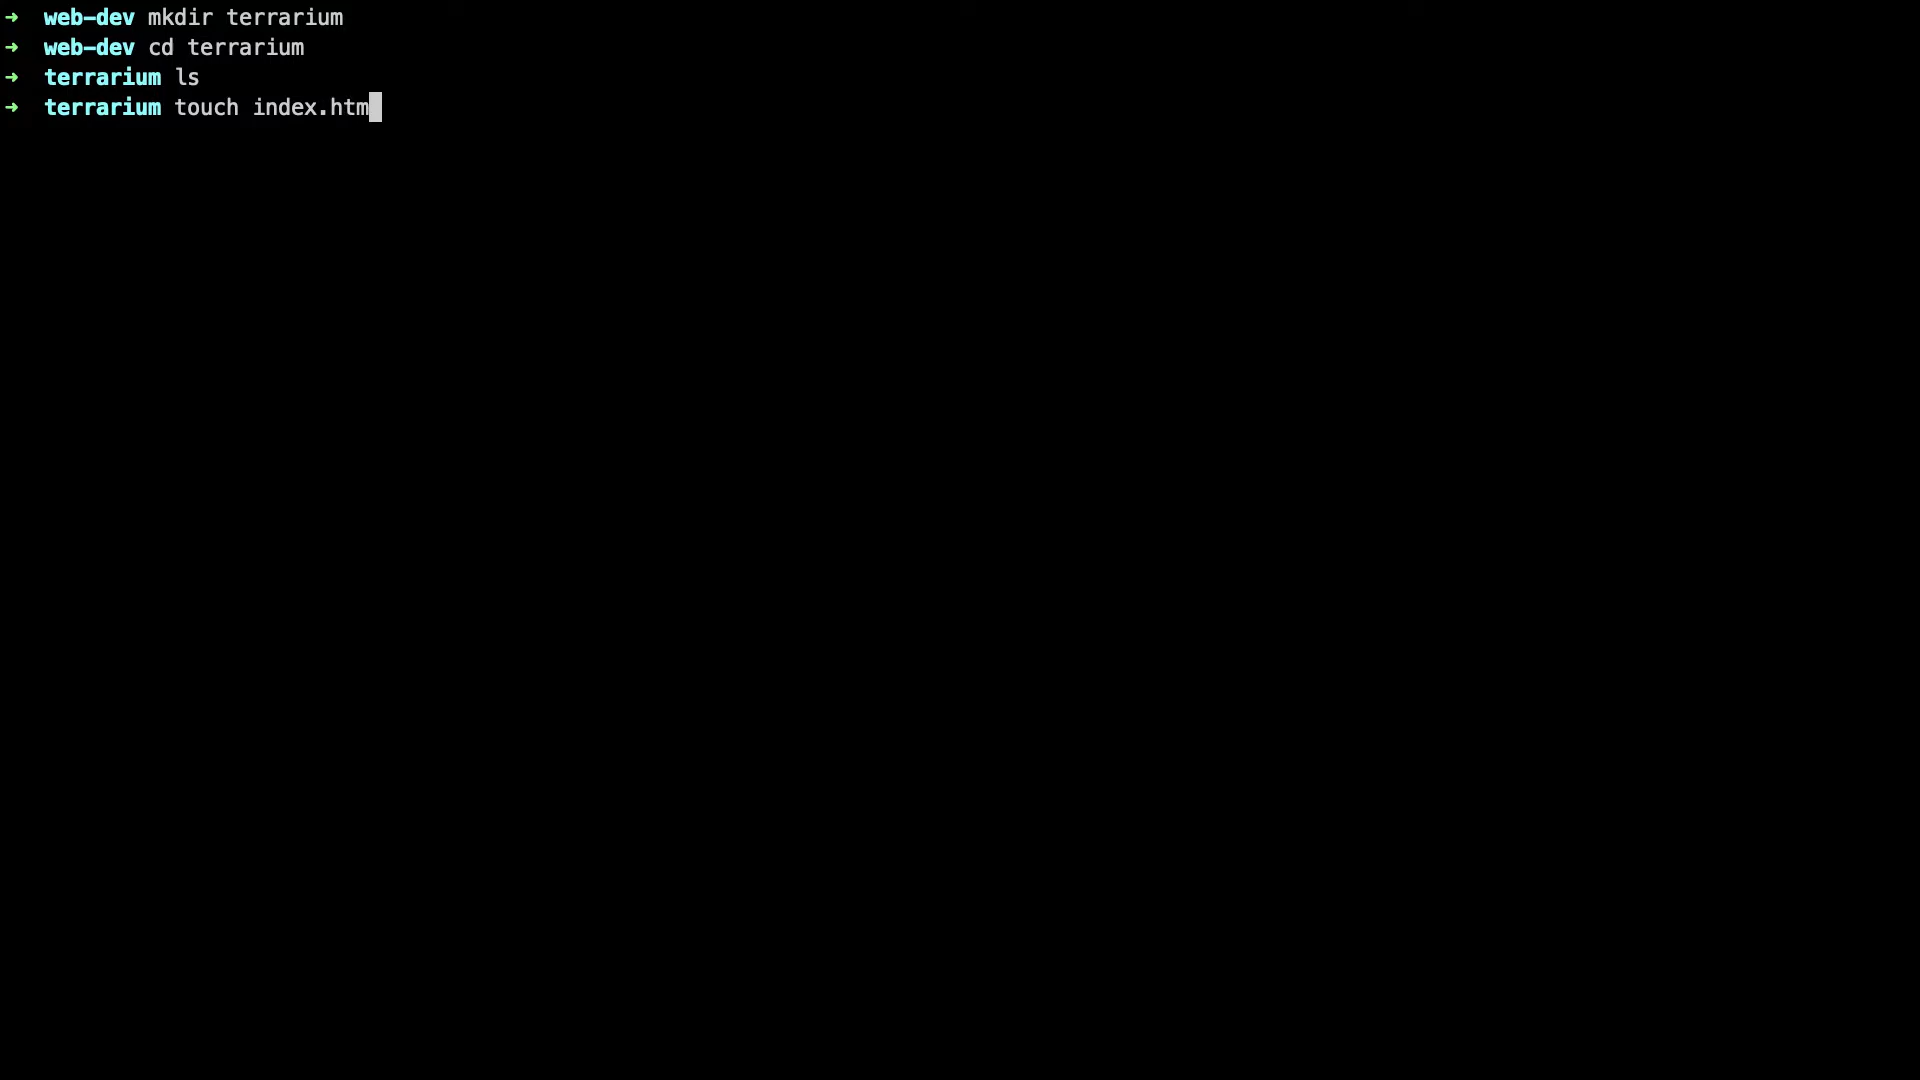 ➜ web-dev mkdir terrarium
➜ web-dev cd terrarium
➜ terrarium ls
➜ terrarium touch index.htm